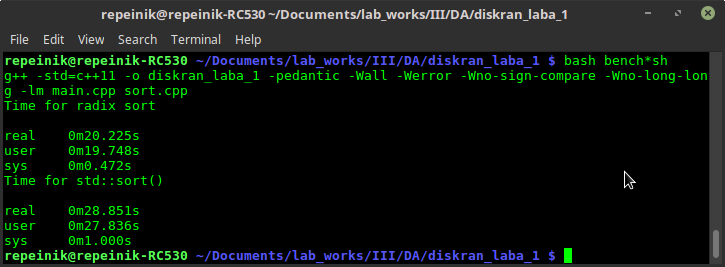 repeinik@repeinik-RC530 ~/Documents/lab_works/III/DA/diskran_laba_1
File Edit View Search Terminal Help
repeinik@repeinik-RC530 ~/Documents/lab_works/III/DA/diskran_laba_1 $ bash bench*sh
g++ -std=c++11 -o diskran_laba_1 -pedantic -Wall -Werror -Wno-sign-compare -Wno-long-lon
g -lm main.cpp sort.cpp
Time for radix sort
real 0m20.225s
user 0m19.748s
sys 0m0.472s
Time for std::sort()
real 0m28.851s
user 0m27.836s
sys 0m1.000s
repeinik@repeinik-RC530 ~/Documents/lab_works/III/DA/diskran_laba_1 $